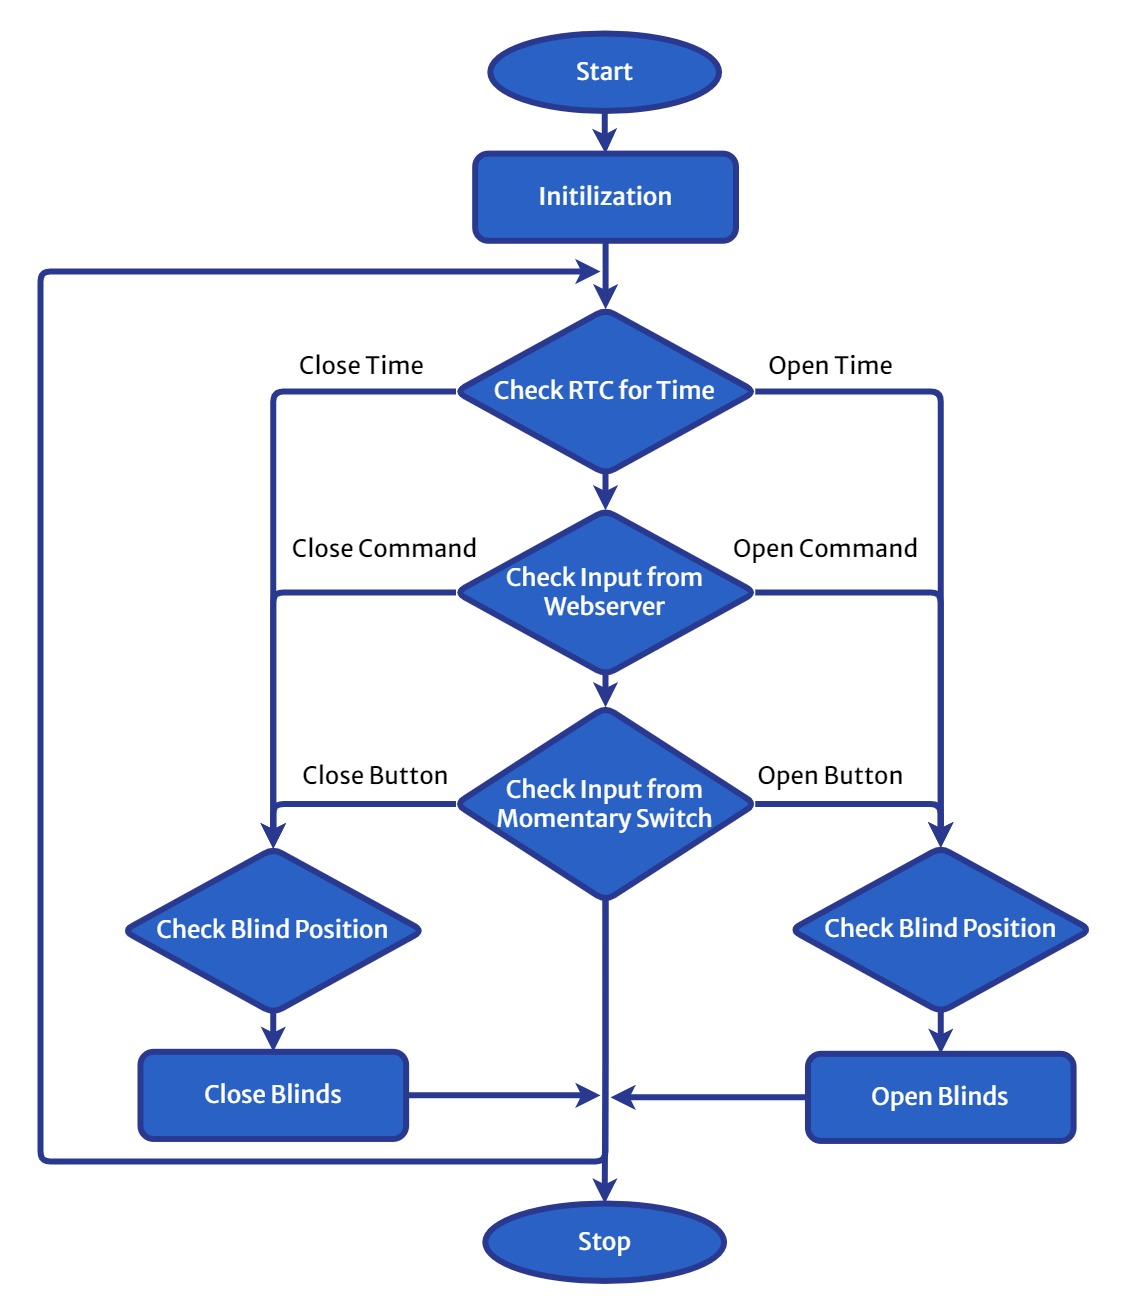 Start
Initilization
Close Time
Open Time
Check RTC for Time
Close Command
Open Command
Check Input from
Webserver
Close Button
Open Button
Check Input from
Momentary Switch
Check Blind Position
Check Blind Position
Close Blinds
Open Blinds
Stop